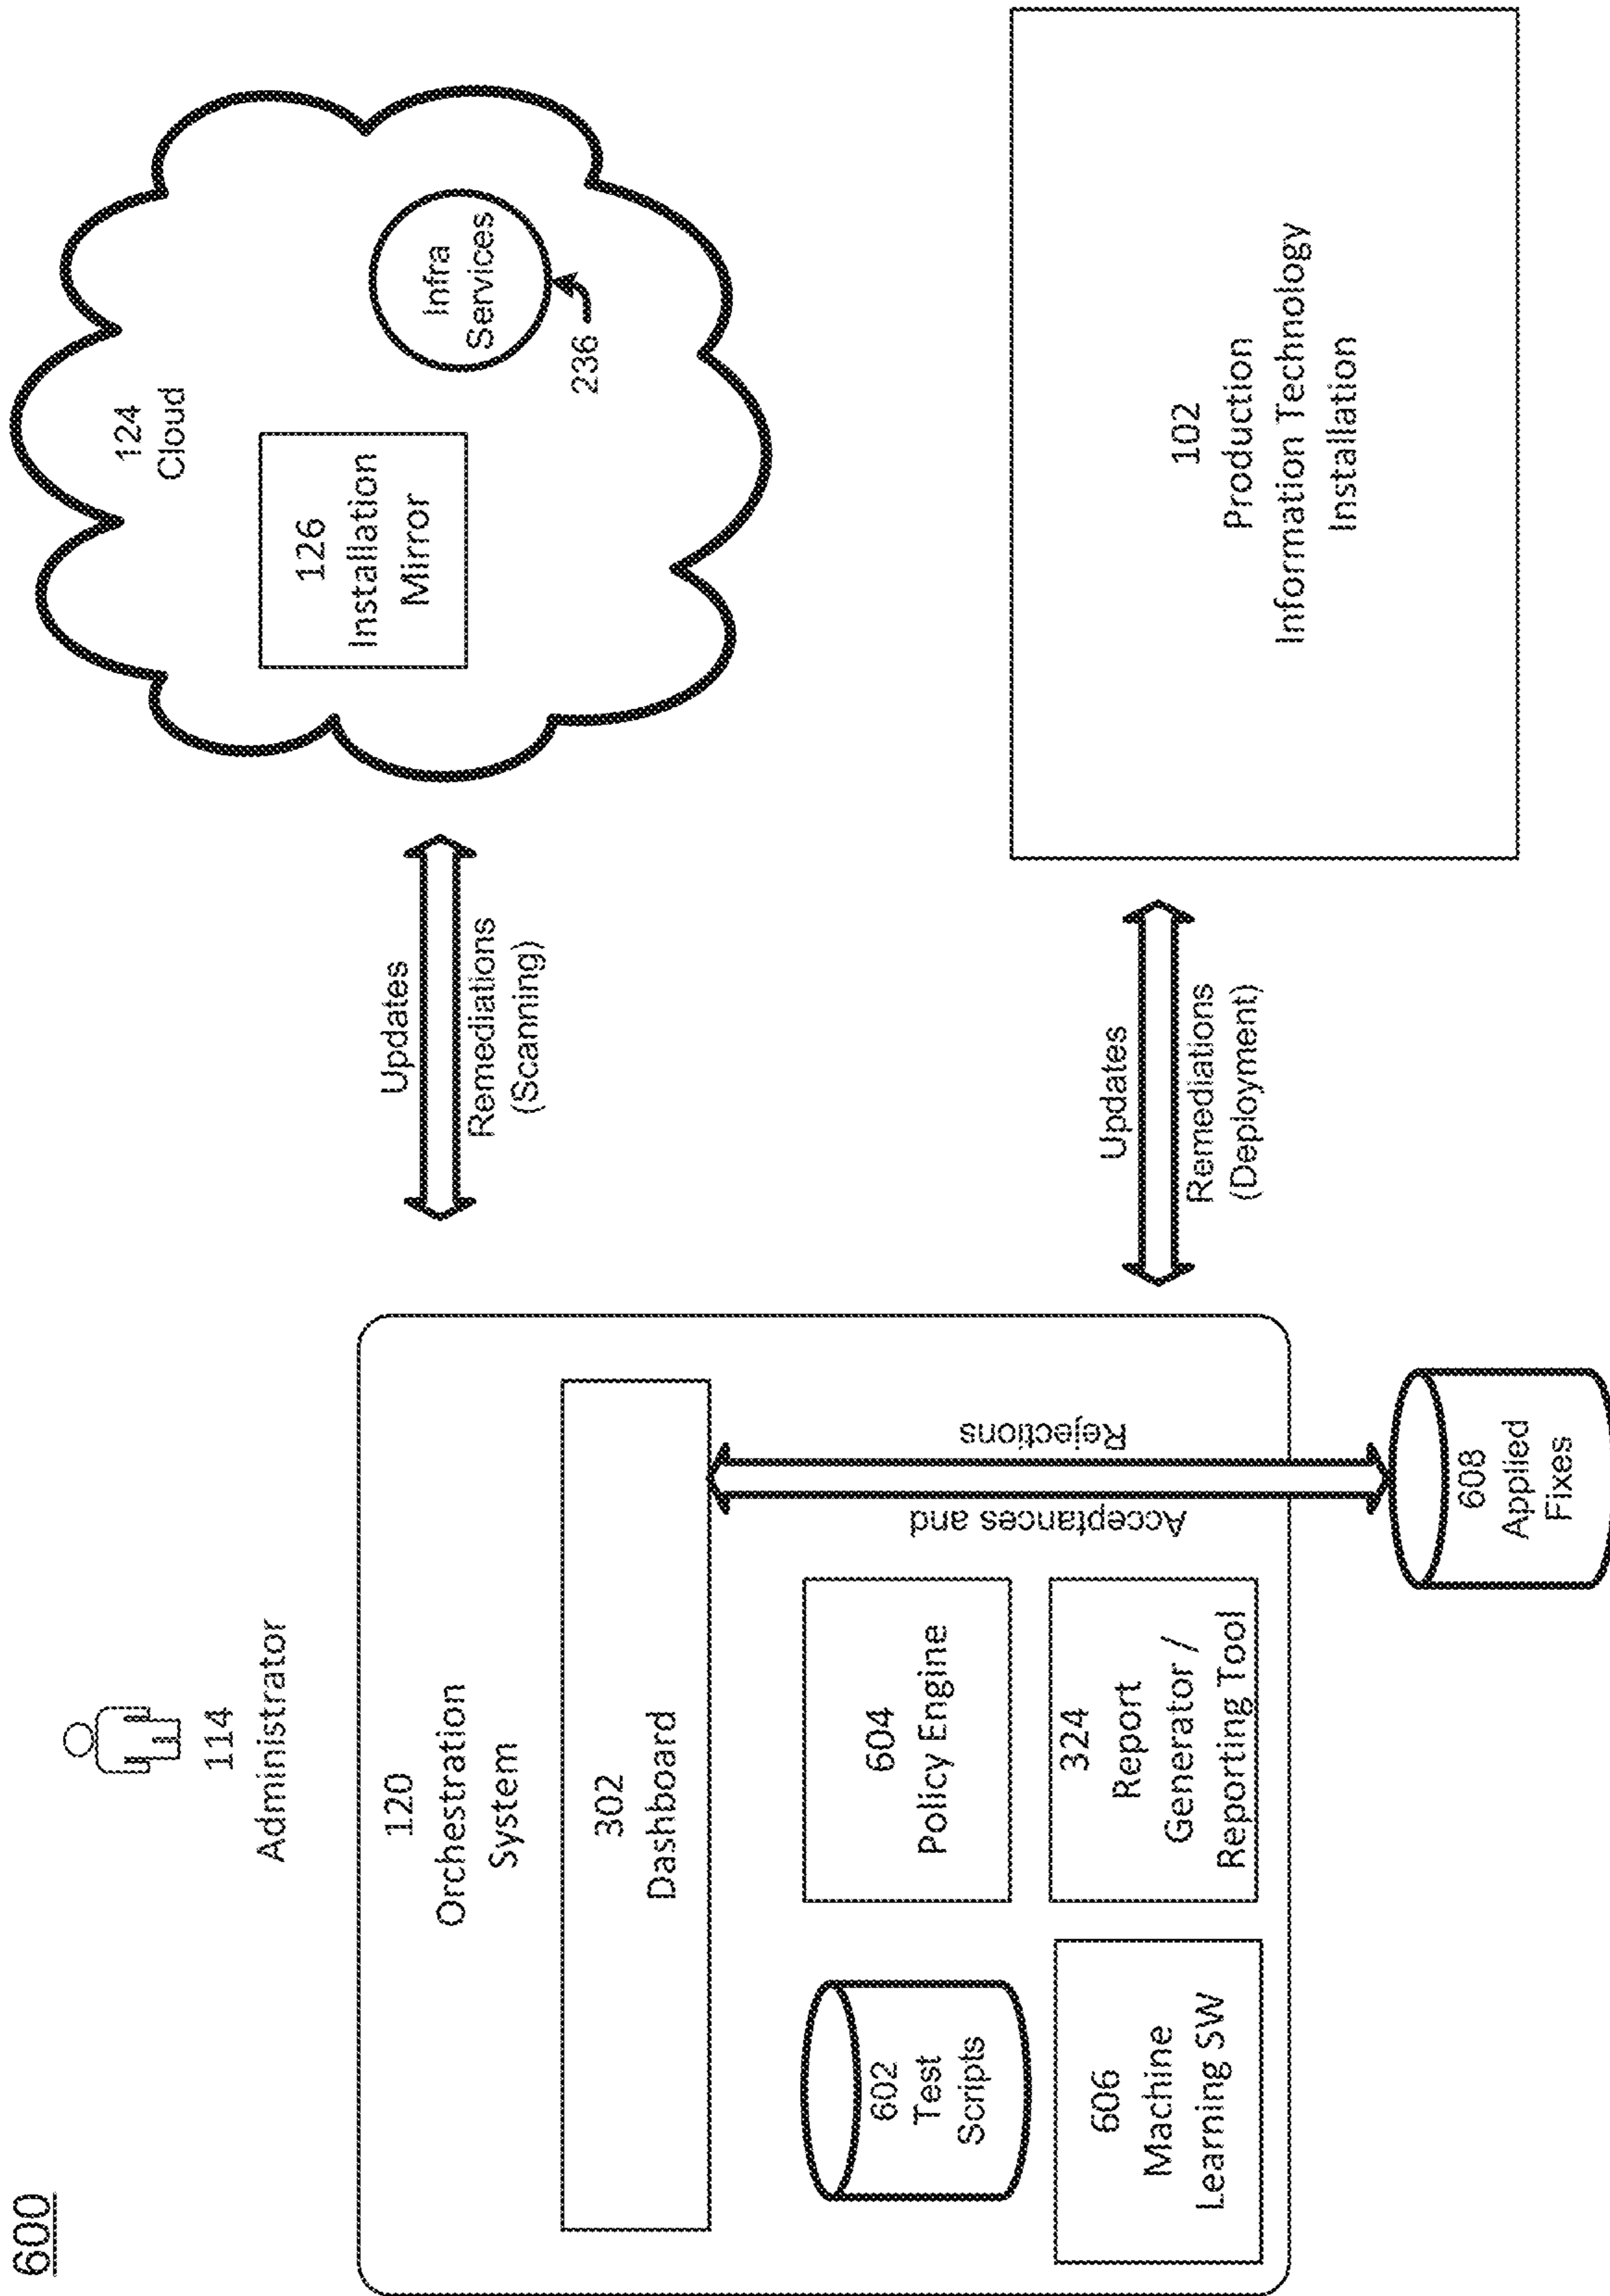 600
114
Administrator
120
Orchestration
System
302
Dashboard
602
Test
Scripts
604
Policy Engine
606
Machine
Learning SW
324
Report
Generator /
Reporting Tool
Acceptances and
Rejections
608
Applied
Fixes
Updates
Remediations
(Scanning)
Updates
Remediations
(Deployment)
124
Cloud
126
Installation
Mirror
Infra
Services
236
102
Production
Information Technology
Installation